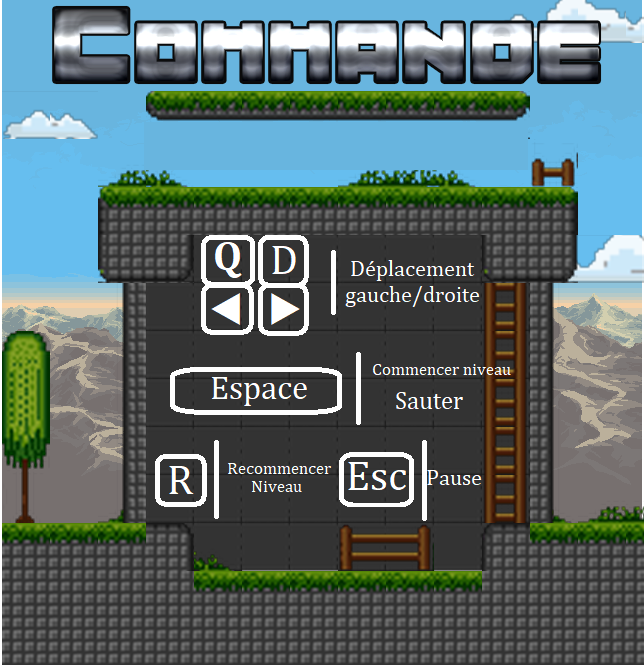 COMMANDE
Q D
Déplacement
gauche/droite
Espace
Commencer niveau
Sauter
R
Recommencer
Niveau
Esc
Pause